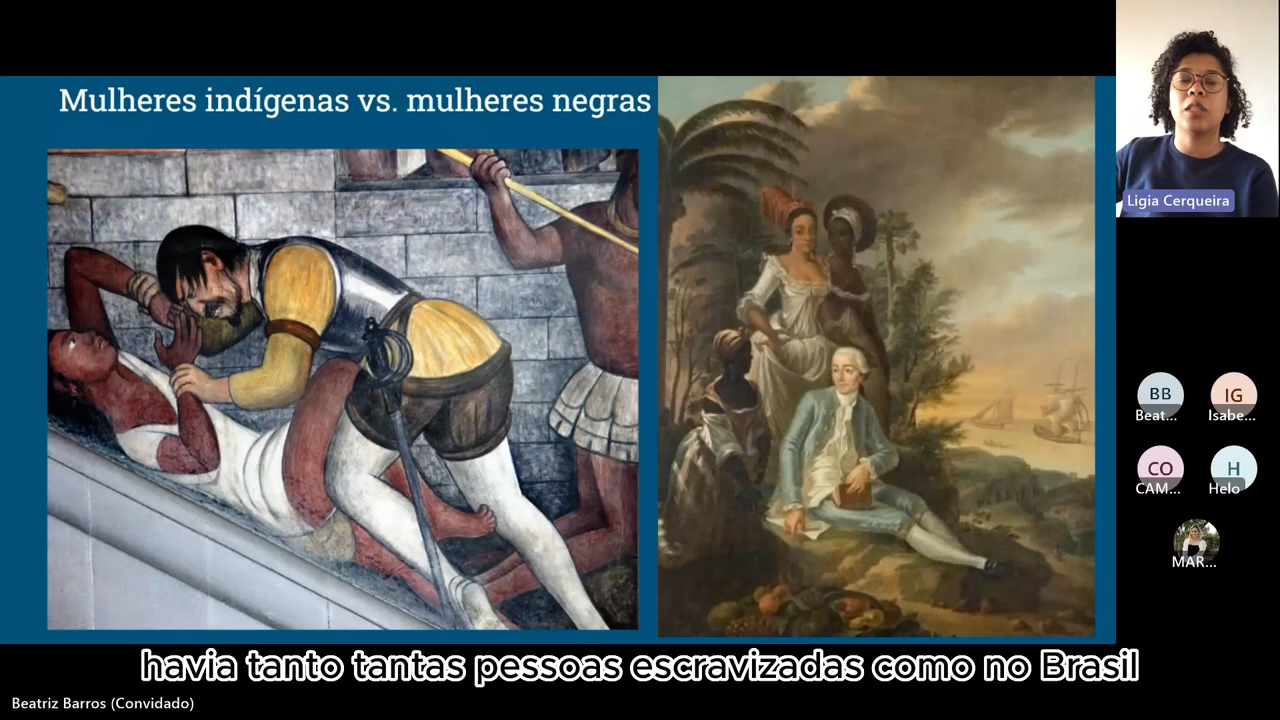 Mulheres indígenas vs. mulheres negras
Ligia Cerqueira
BB
Beat...
IG
Isabe...
CO
CAM...
H
Helo
MAR...
havia tanto tantas pessoas escravizadas como no Brasil
Beatriz Barros (Convidado)